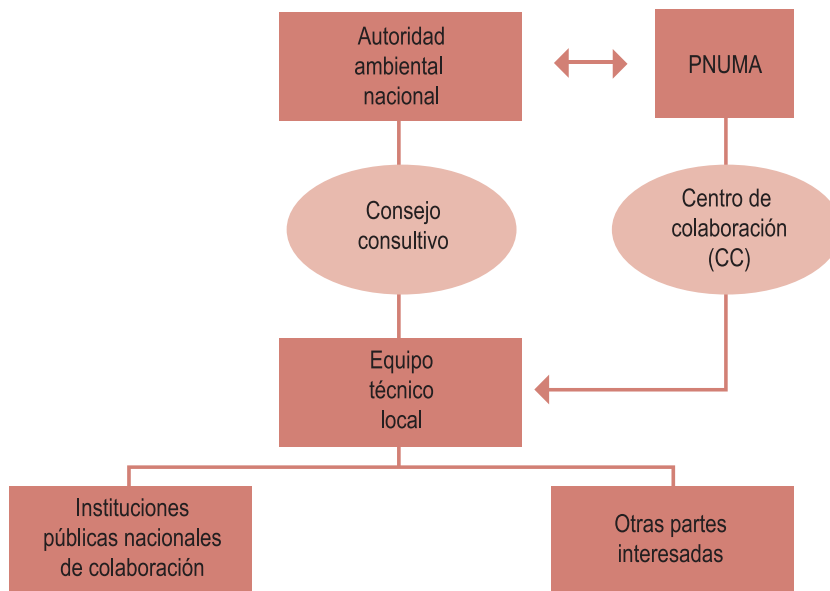 Autoridad
ambiental
nacional
PNUMA
Consejo
consultivo
Centro de
colaboración
(CC)
Equipo
técnico
local
Instituciones
públicas nacionales
de colaboración
Otras partes
interesadas